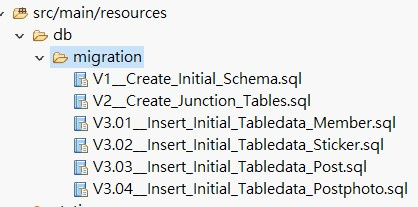 src/main/resources
db
migration
V1__Create_Initial_Schema.sql
V2__Create_Junction_Tables.sql
V3.01__Insert_Initial_Tabledata_Member.sql
V3.02__Insert_Initial_Tabledata_Sticker.sql
V3.03__Insert_Initial_Tabledata_Post.sql
V3.04__Insert_Initial_Tabledata_Postphoto.sql